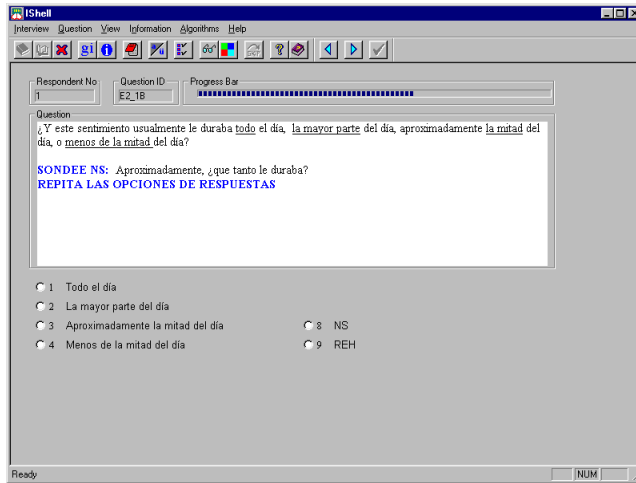 IShell
Interview Question View Information Algorithms Help
gi
Respondent No
Question ID
Progress Bar
1
E2_1B
Question
¿Y este sentimiento usualmente le duraba todo el día, la mayor parte del día, aproximadamente la mitad del
día, o menos de la mitad del día?
SONDEE NS: Aproximadamente, ¿que tanto le duraba?
REPITA LAS OPCIONES DE RESPUESTAS
1 Todo el día
2 La mayor parte del día
3 Aproximadamente la mitad del día
8 NS
4 Menos de la mitad del día
9 REH
Ready
NUM